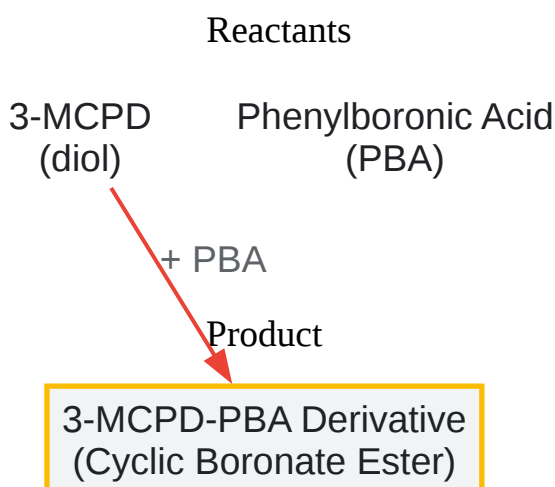 Reactants
3-MCPD
(diol)
Phenylboronic Acid
(PBA)
+ PBA
Product
3-MCPD-PBA Derivative
(Cyclic Boronate Ester)